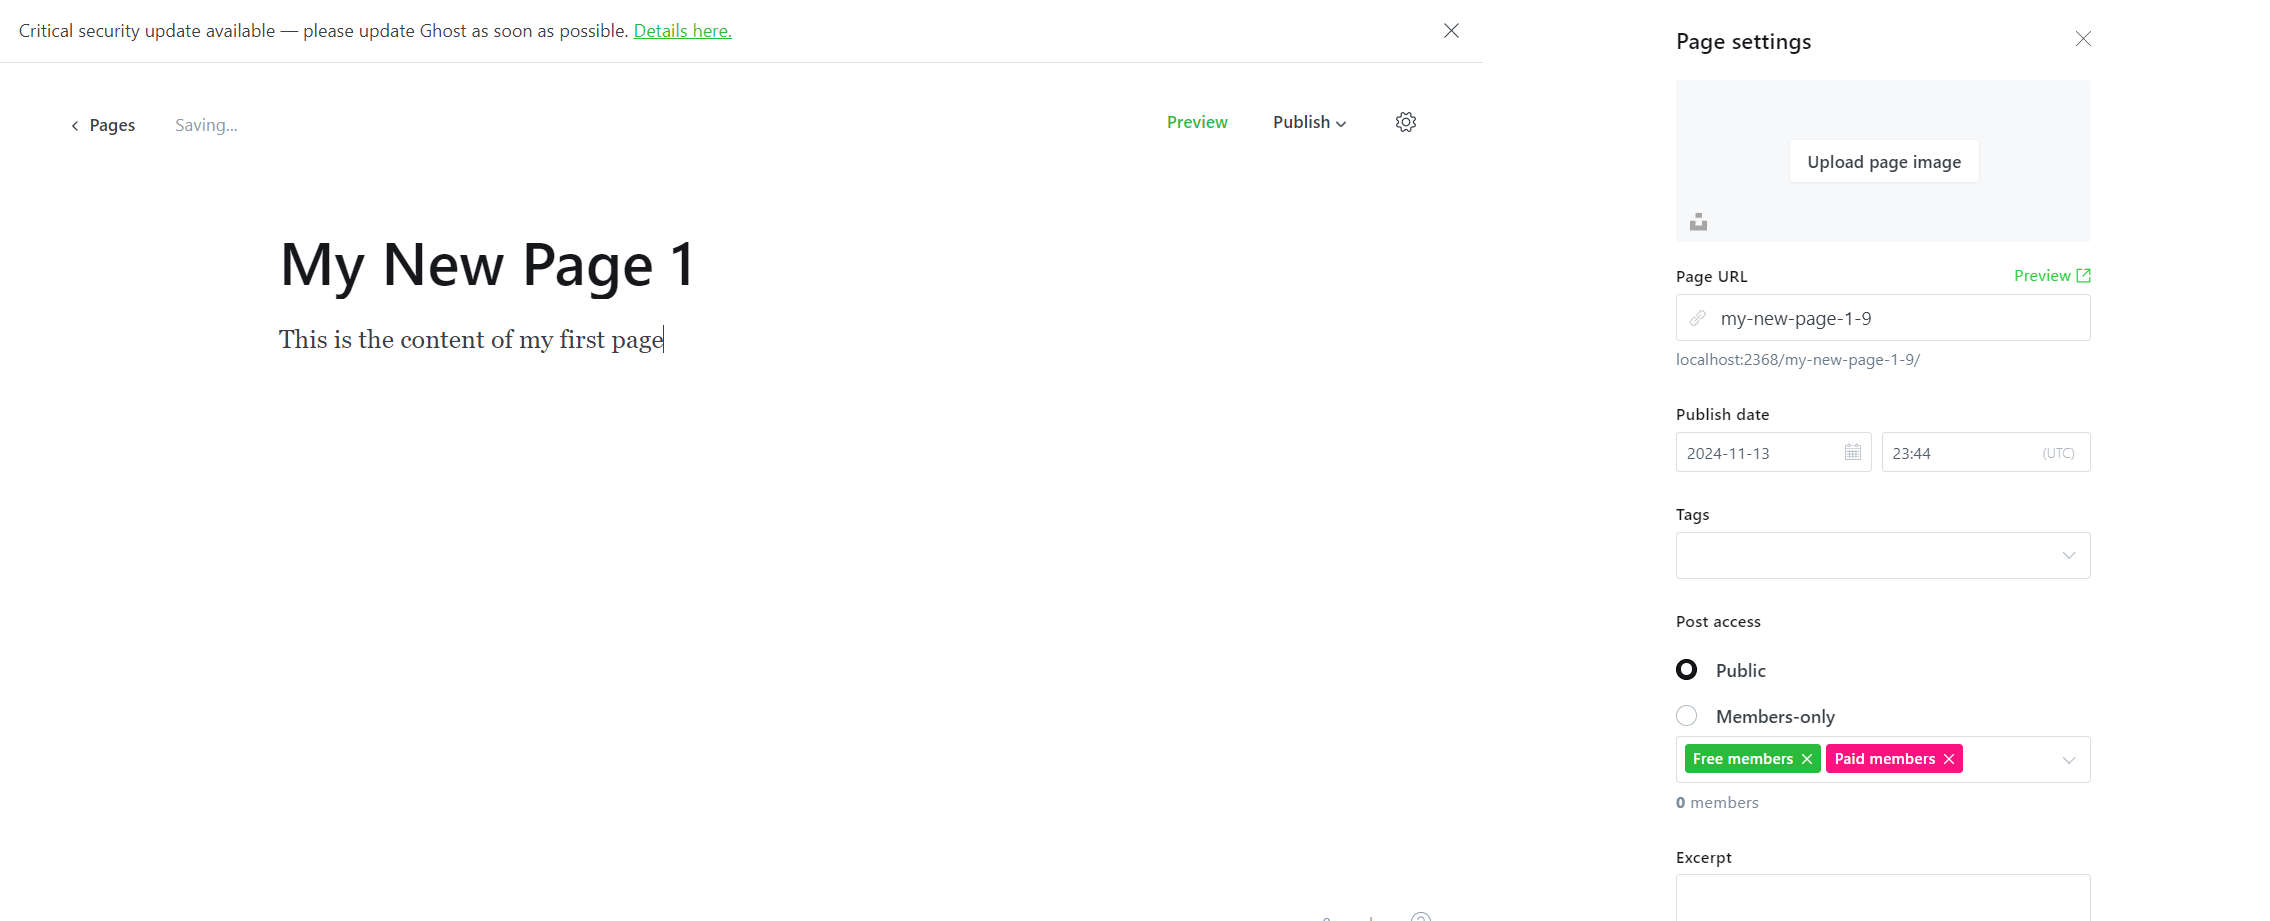 Critical security update available — please update Ghost as soon as possible. Details here.
Pages
Saving...
Preview
Publish
My New Page 1
This is the content of my first page
Page settings
Upload page image
Page URL
Preview
my-new-page-1-9
localhost:2368/my-new-page-1-9/
Publish date
2024-11-13
23:44
(UTC)
Tags
Post access
Public
Members-only
Free members
Paid members
0 members
Excerpt